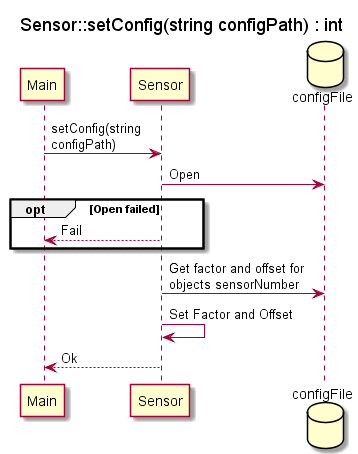 Sensor::setConfig(string configPath) : int
Main
Sensor
configFile
setConfig(string
configPath)
Open
opt
[Open failed]
Fail
Get factor and offset for
objects sensorNumber
Set Factor and Offset
Ok
Main
Sensor
configFile